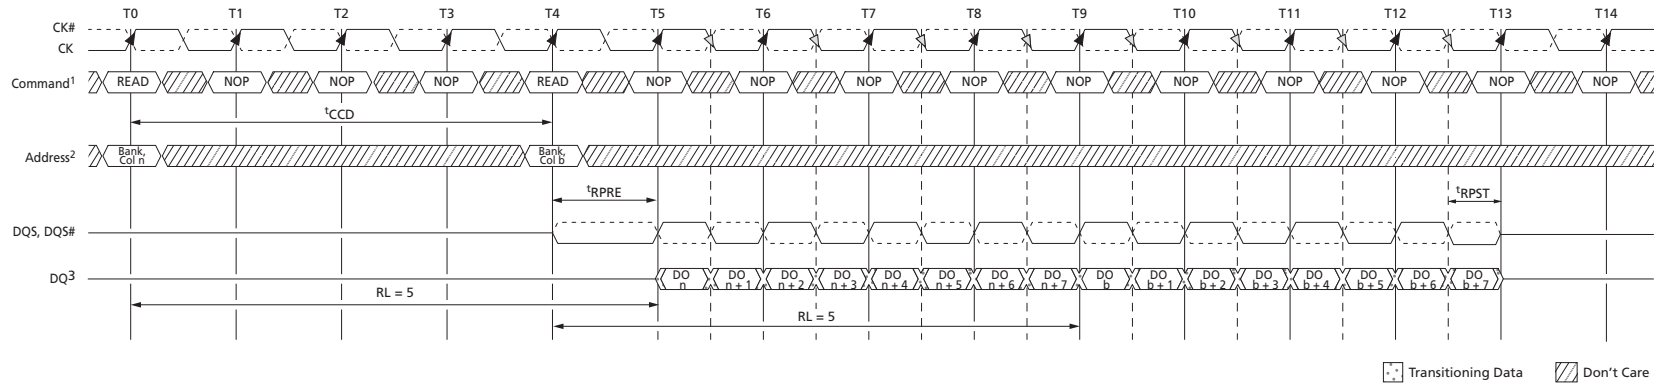 T0 T1 T2 T3 T4 T5 T6 T7 T8 T9 T10 T11 T12 T13 T14
CK#
CK
Command1 READ NOP NOP NOP READ NOP NOP NOP NOP NOP NOP NOP NOP NOP NOP
tCCD
Address2 Bank, Col n Bank, Col b
tRPRE tRPST
DQS, DQS#
DQ3 DO n DO n + 1 DO n + 2 DO n + 3 DO n + 4 DO n + 5 DO n + 6 DO n + 7 DO b DO b + 1 DO b + 2 DO b + 3 DO b + 4 DO b + 5 DO b + 6 DO b + 7
RL = 5
RL = 5
Transitioning Data Don't Care